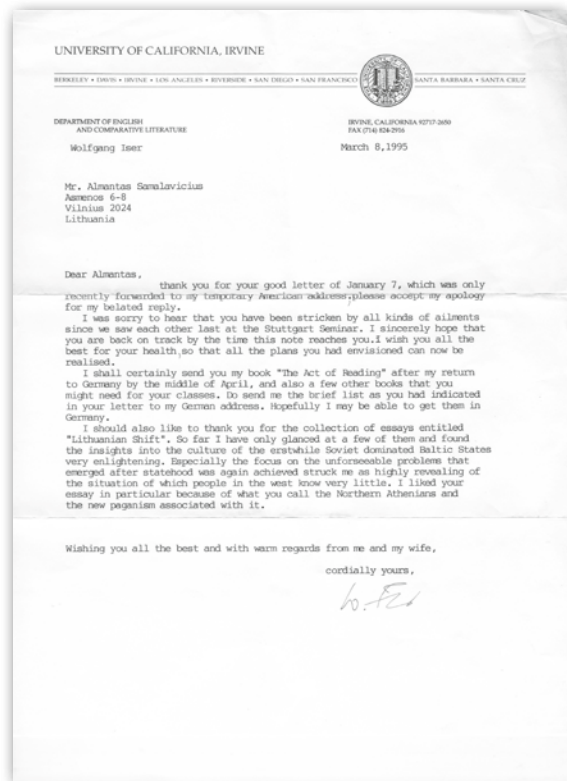 UNIVERSITY OF CALIFORNIA, IRVINE
BERKELEY • DAVIS • IRVINE • LOS ANGELES • RIVERSIDE • SAN DIEGO • SAN FRANCISCO SANTA BARBARA • SANTA CRUZ
DEPARTMENT OF ENGLISH IRVINE, CALIFORNIA 92717-2650
AND COMPARATIVE LITERATURE FAX (714) 824-2916
Wolfgang Iser March 8,1995
Mr. Almantas Samalavicius
Asmenos 6-8
Vilnius 2024
Lithuania
Dear Almantas,
thank you for your good letter of January 7, which was only
recently forwarded to my temporary American address,please accept my apology
for my belated reply.
I was sorry to hear that you have been stricken by all kinds of ailments
since we saw each other last at the Stuttgart Seminar. I sincerely hope that
you are back on track by the time this note reaches you.I wish you all the
best for your health,so that all the plans you had envisioned can now be
realised.
I shall certainly send you my book "The Act of Reading" after my return
to Germany by the middle of April, and also a few other books that you
might need for your classes. Do send me the brief list as you had indicated
in your letter to my German address. Hopefully I may be able to get them in
Germany.
I should also like to thank you for the collection of essays entitled
"Lithuanian Shift". So far I have only glanced at a few of them and found
the insights into the culture of the erstwhile Soviet dominated Baltic States
very enlightening. Especially the focus on the unforseeable problems that
emerged after statehood was again achieved struck me as highly revealing of
the situation of which people in the west know very little. I liked your
essay in particular because of what you call the Northern Athenians and
the new paganism associated with it.
Wishing you all the best and with warm regards from me and my wife,
cordially yours,